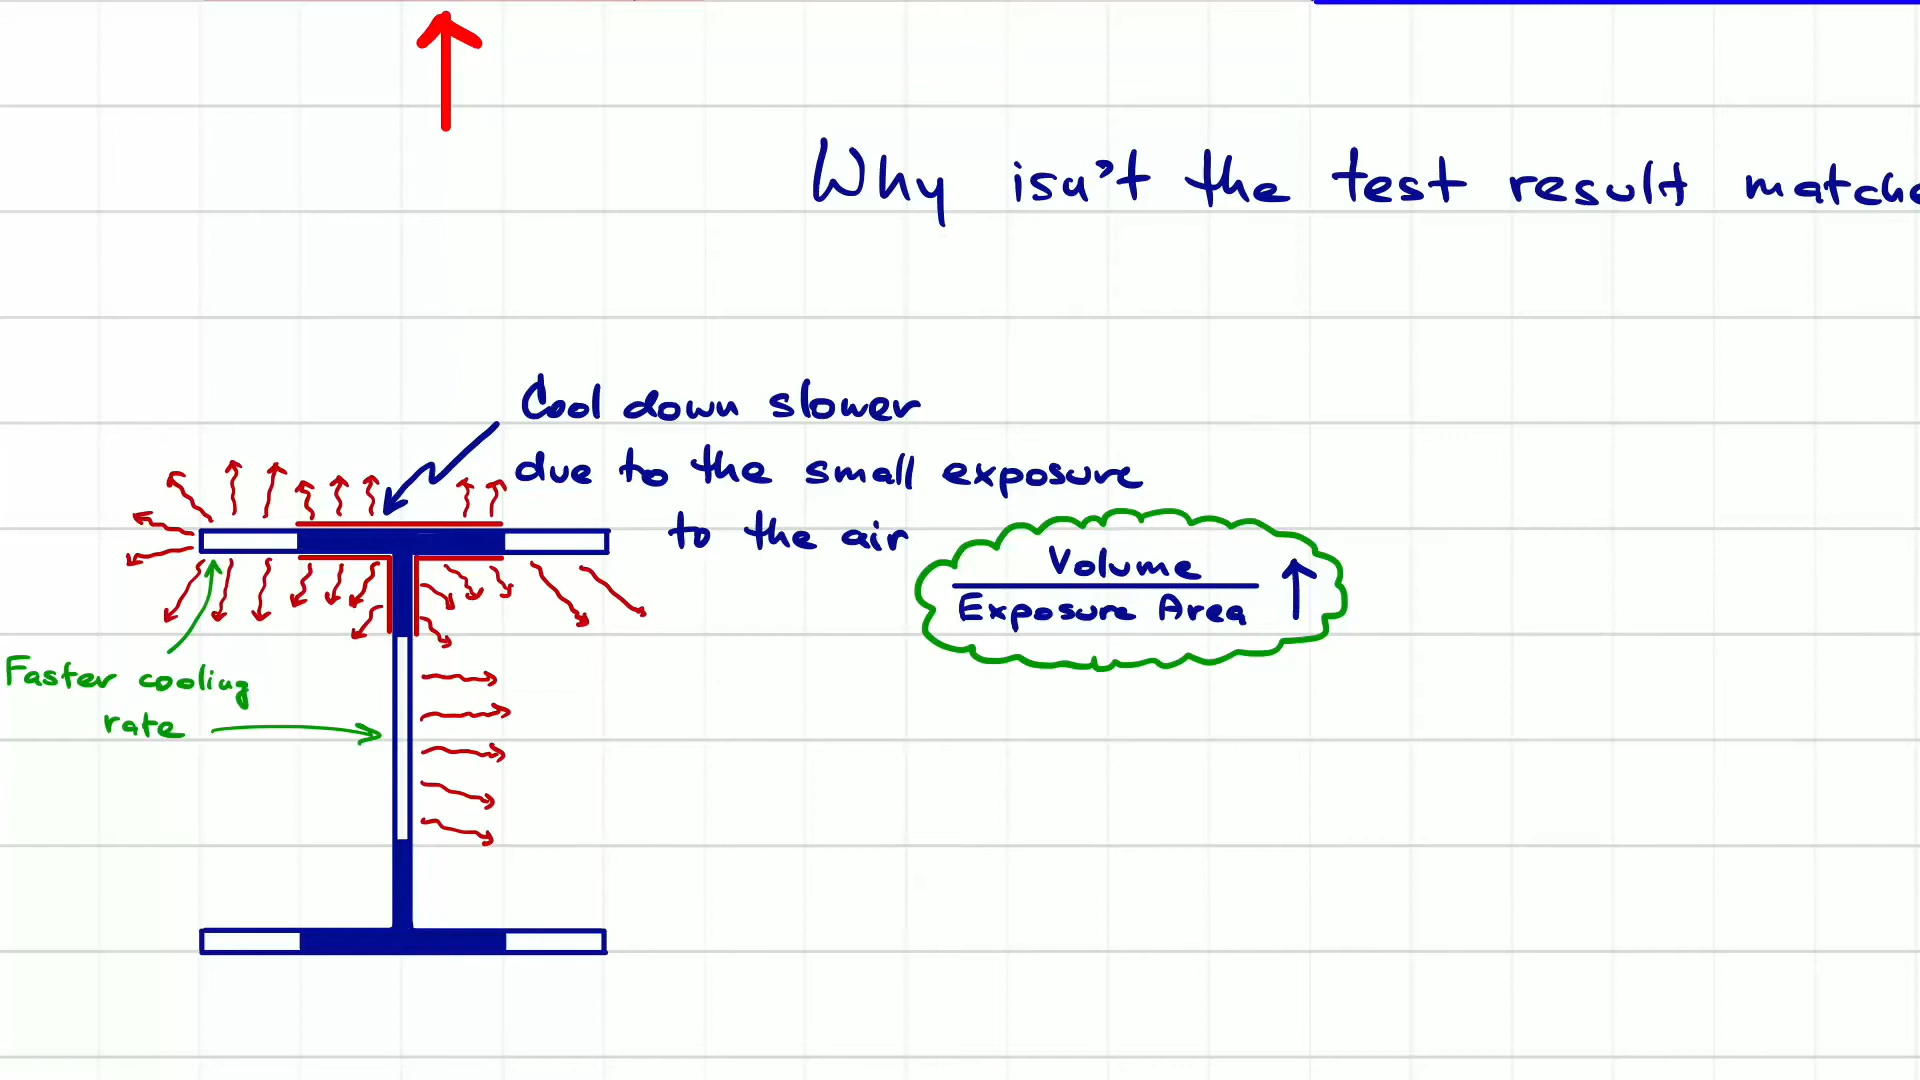 Why isn't the test result matche
Cool down slower
due to the small exposure
to the air
Volume
Exposure Area
Faster cooling
rate